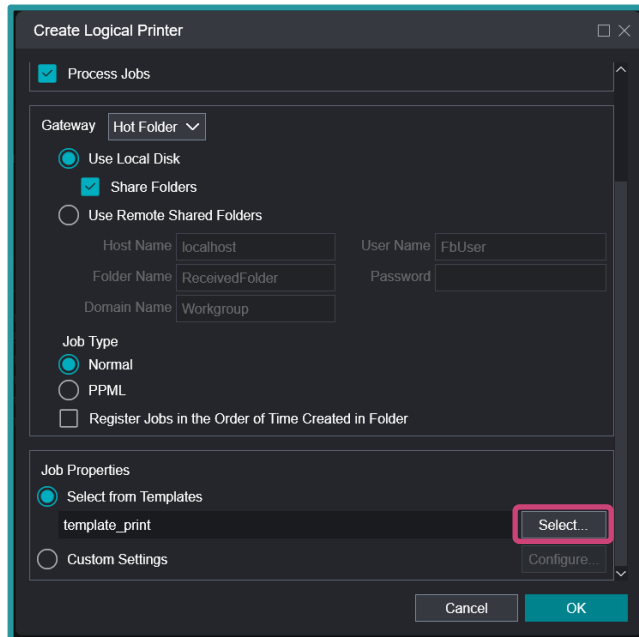 Create Logical Printer
Process Jobs
Gateway Hot Folder
Use Local Disk
Share Folders
Use Remote Shared Folders
Host Name localhost User Name FbUser
Folder Name ReceivedFolder Password
Domain Name Workgroup
Job Type
Normal
PPML
Register Jobs in the Order of Time Created in Folder
Job Properties
Select from Templates
template_print Select...
Custom Settings Configure...
Cancel OK